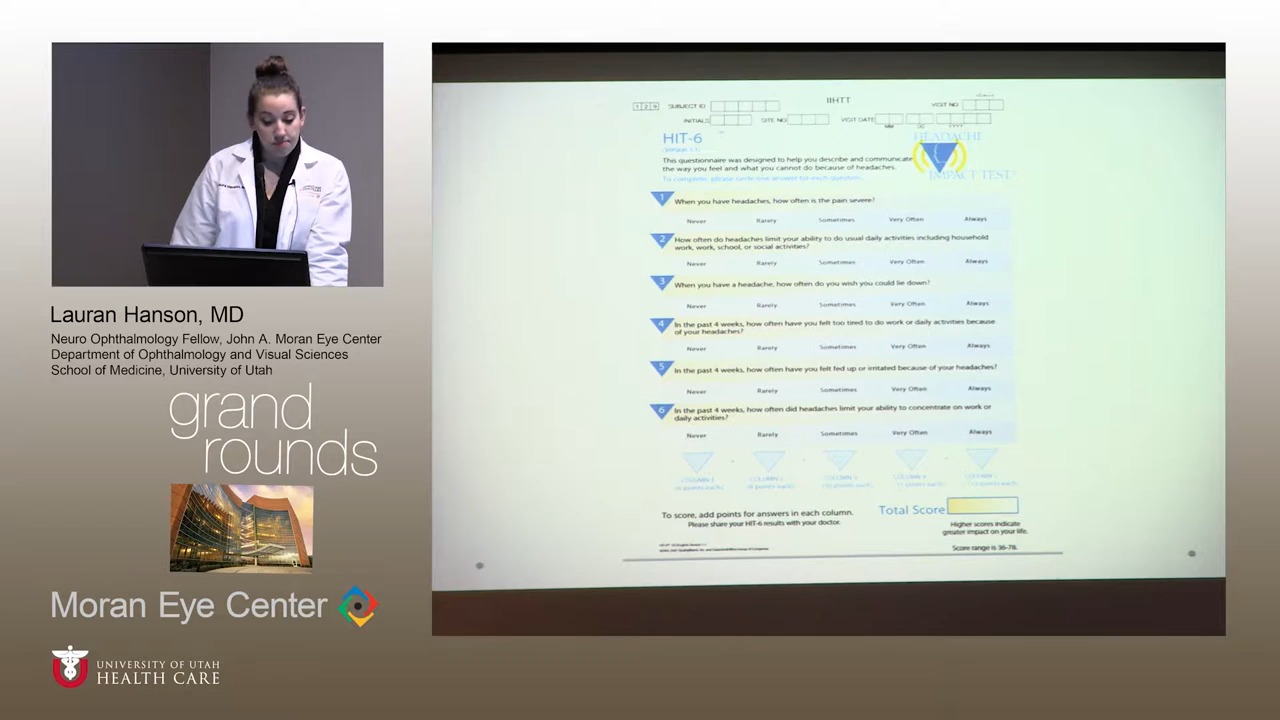 Lauran Hanson, MD
Neuro Ophthalmology Fellow, John A. Moran Eye Center
Department of Ophthalmology and Visual Sciences
School of Medicine, University of Utah
grand
rounds
Moran Eye Center
UNIVERSITY OF UTAH
HEALTH CARE
1 2 9 SUBJECT ID
IIHTT
VISIT NO
INITIALS SITE NO VISIT DATE
MM
YYYY
HIT-6
HEADACHE
IMPACT TEST
This questionnaire was designed to help you describe and communicate
the way you feel and what you cannot do because of headaches.
To complete, please circle one answer for each question.
1 When you have headaches, how often is the pain severe?
Never Rarely Sometimes Very Often Always
2 How often do headaches limit your ability to do usual daily activities including household
work, work, school, or social activities?
Never Rarely Sometimes Very Often Always
3 When you have a headache, how often do you wish you could lie down?
Never Rarely Sometimes Very Often Always
4 In the past 4 weeks, how often have you felt too tired to do work or daily activities because
of your headaches?
Never Rarely Sometimes Very Often Always
5 In the past 4 weeks, how often have you felt fed up or irritated because of your headaches?
Never Rarely Sometimes Very Often Always
6 In the past 4 weeks, how often did headaches limit your ability to concentrate on work or
daily activities?
Never Rarely Sometimes Very Often Always
COLUMN COLUMN COLUMN COLUMN COLUMN
To score, add points for answers in each column.
Please share your HIT-6 results with your doctor.
Total Score
Higher scores indicate
greater impact on your life.
Score range is 36-78.